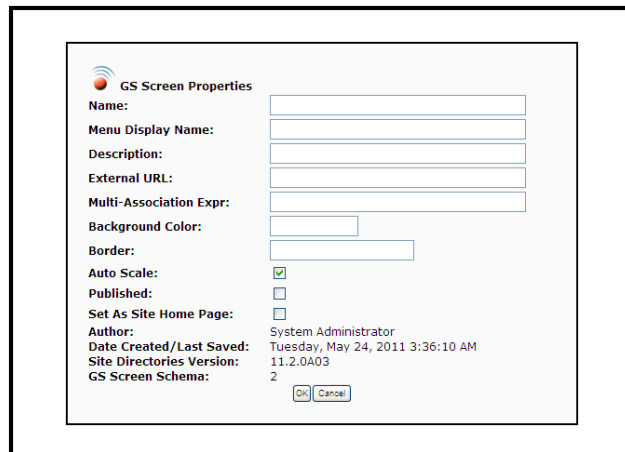 GS Screen Properties
Name:
Menu Display Name:
Description:
External URL:
Multi-Association Expr:
Background Color:
Border:
Auto Scale:
Published:
Set As Site Home Page:
Author: System Administrator
Date Created/Last Saved: Tuesday, May 24, 2011 3:36:10 AM
Site Directories Version: 11.2.0A03
GS Screen Schema: 2
OK Cancel